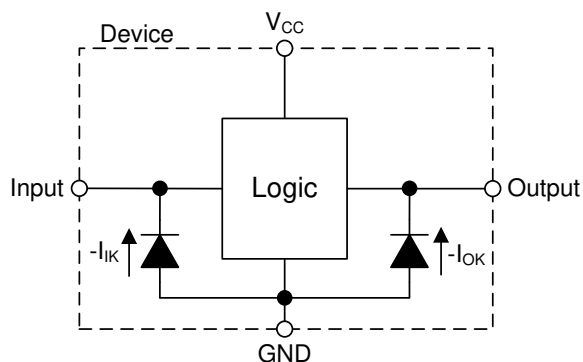 V_CC
Device
Input
Logic
Output
-I_IK
-I_OK
GND